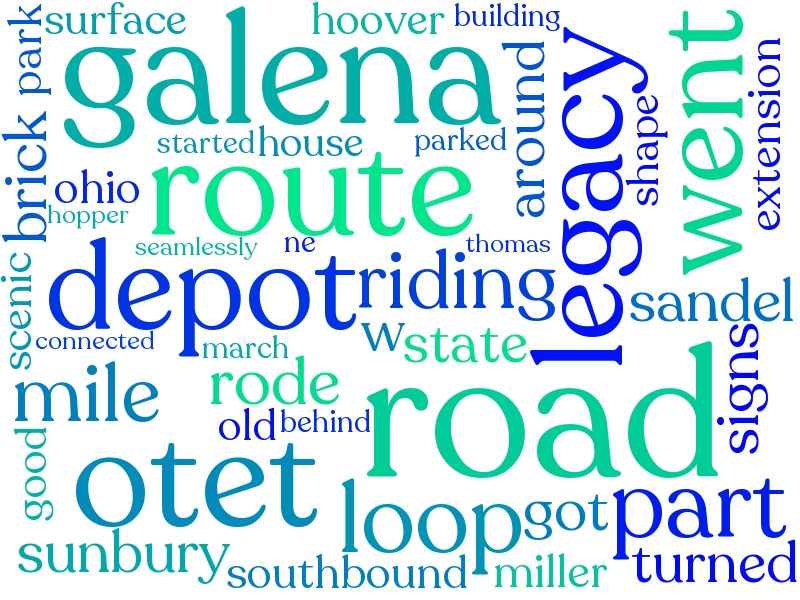 surface
hoover
building
park
galena
around
legacy
went
started
house
parked
shape
extension
brick
ohio
route
hopper
seamlessly
ne
thomas
scenic
depot
riding
sandel
connected
w
state
march
mile
rode
road
signs
old
behind
good
otet
loop
got
part
sunbury
southbound
miller
turned